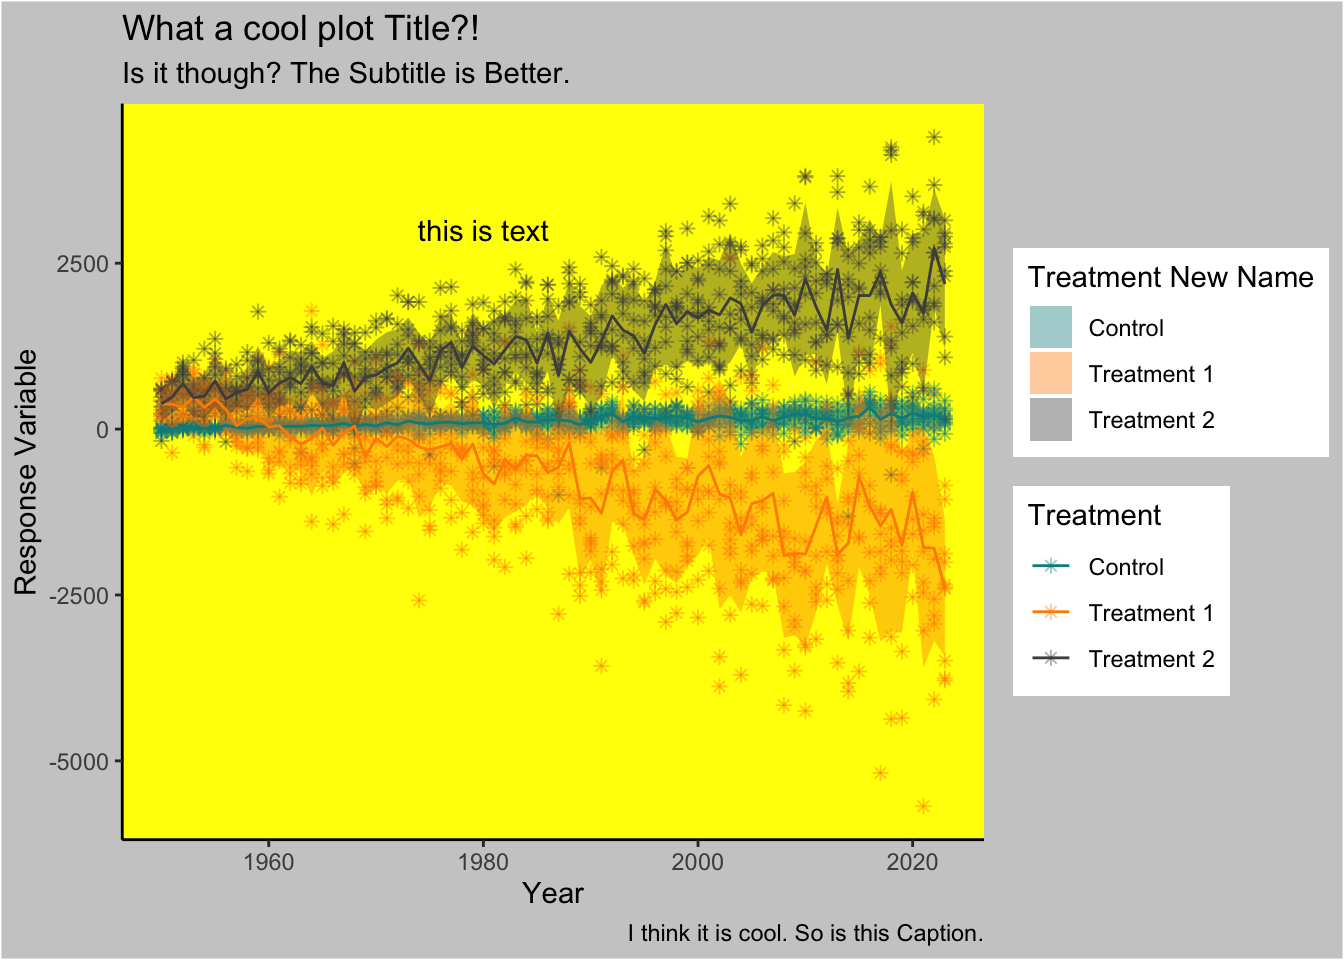 What a cool plot Title?!
Is it though? The Subtitle is Better.
this is text
Response Variable
2500
0
-2500
-5000
1960
1980
2000
2020
Year
I think it is cool. So is this Caption.
Treatment New Name
Control
Treatment 1
Treatment 2
Treatment
Control
Treatment 1
Treatment 2